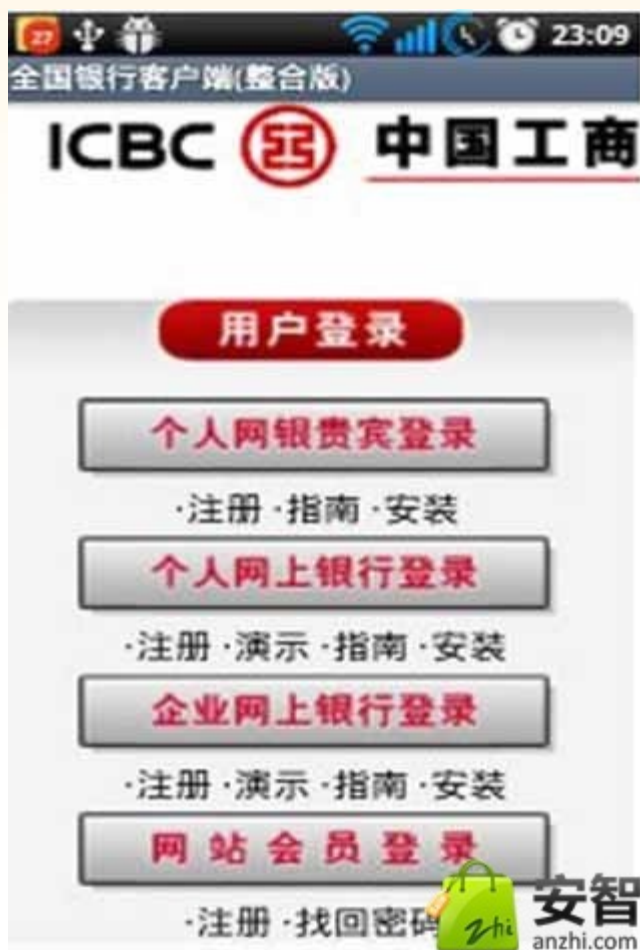 27 23:09
全国银行客户端(整合版)
ICBC 中国工商
用户登录
个人网银贵宾登录
·注册 ·指南 ·安装
个人网上银行登录
·注册 ·演示 ·指南 ·安装
企业网上银行登录
·注册 ·演示 ·指南 ·安装
网站会员登录
·注册 ·找回密码
Zhi 安智
anzhi.com